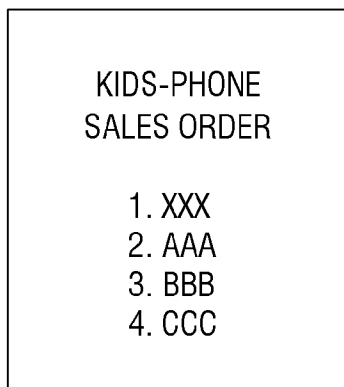 KIDS-PHONE
SALES ORDER
1. XXX
2. AAA
3. BBB
4. CCC